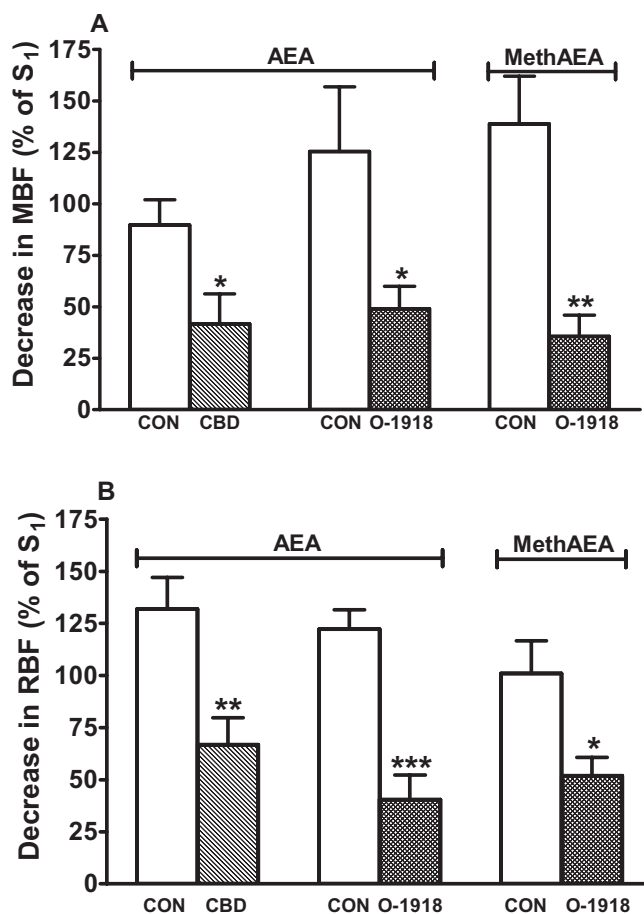 A
AEA
MethAEA
Decrease in MBF (% of S₁)
175
150
125
100
75
50
25
0
*
*
**
CON CBD CON O-1918 CON O-1918
B
AEA
MethAEA
Decrease in RBF (% of S₁)
175
150
125
100
75
50
25
0
**
***
*
CON CBD CON O-1918 CON O-1918